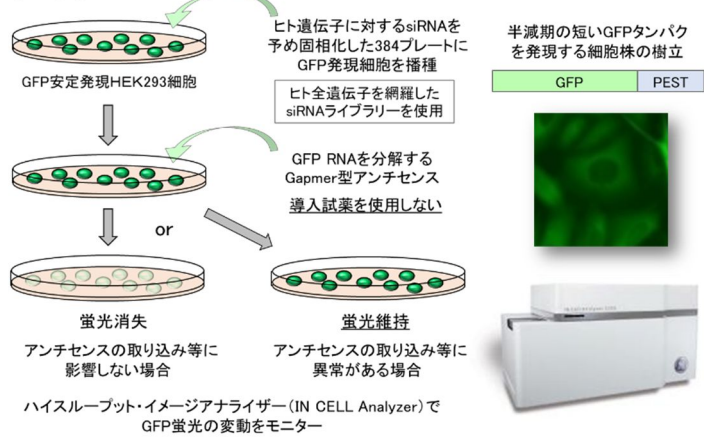 ヒト遺伝子に対するsiRNAを
予め固相化した384プレートに
GFP発現細胞を播種
GFP安定発現HEK293細胞
ヒト全遺伝子を網羅した
siRNAライブラリーを使用
GFP RNAを分解する
Gapmer型アンチセンス
導入試薬を使用しない
or
蛍光消失
アンチセンスの取り込み等に
影響しない場合
蛍光維持
アンチセンスの取り込み等に
異常がある場合
ハイスループット・イメージアナライザー（IN CELL Analyzer）で
GFP蛍光の変動をモニター
半減期の短いGFPタンパク
を発現する細胞株の樹立
GFP PEST